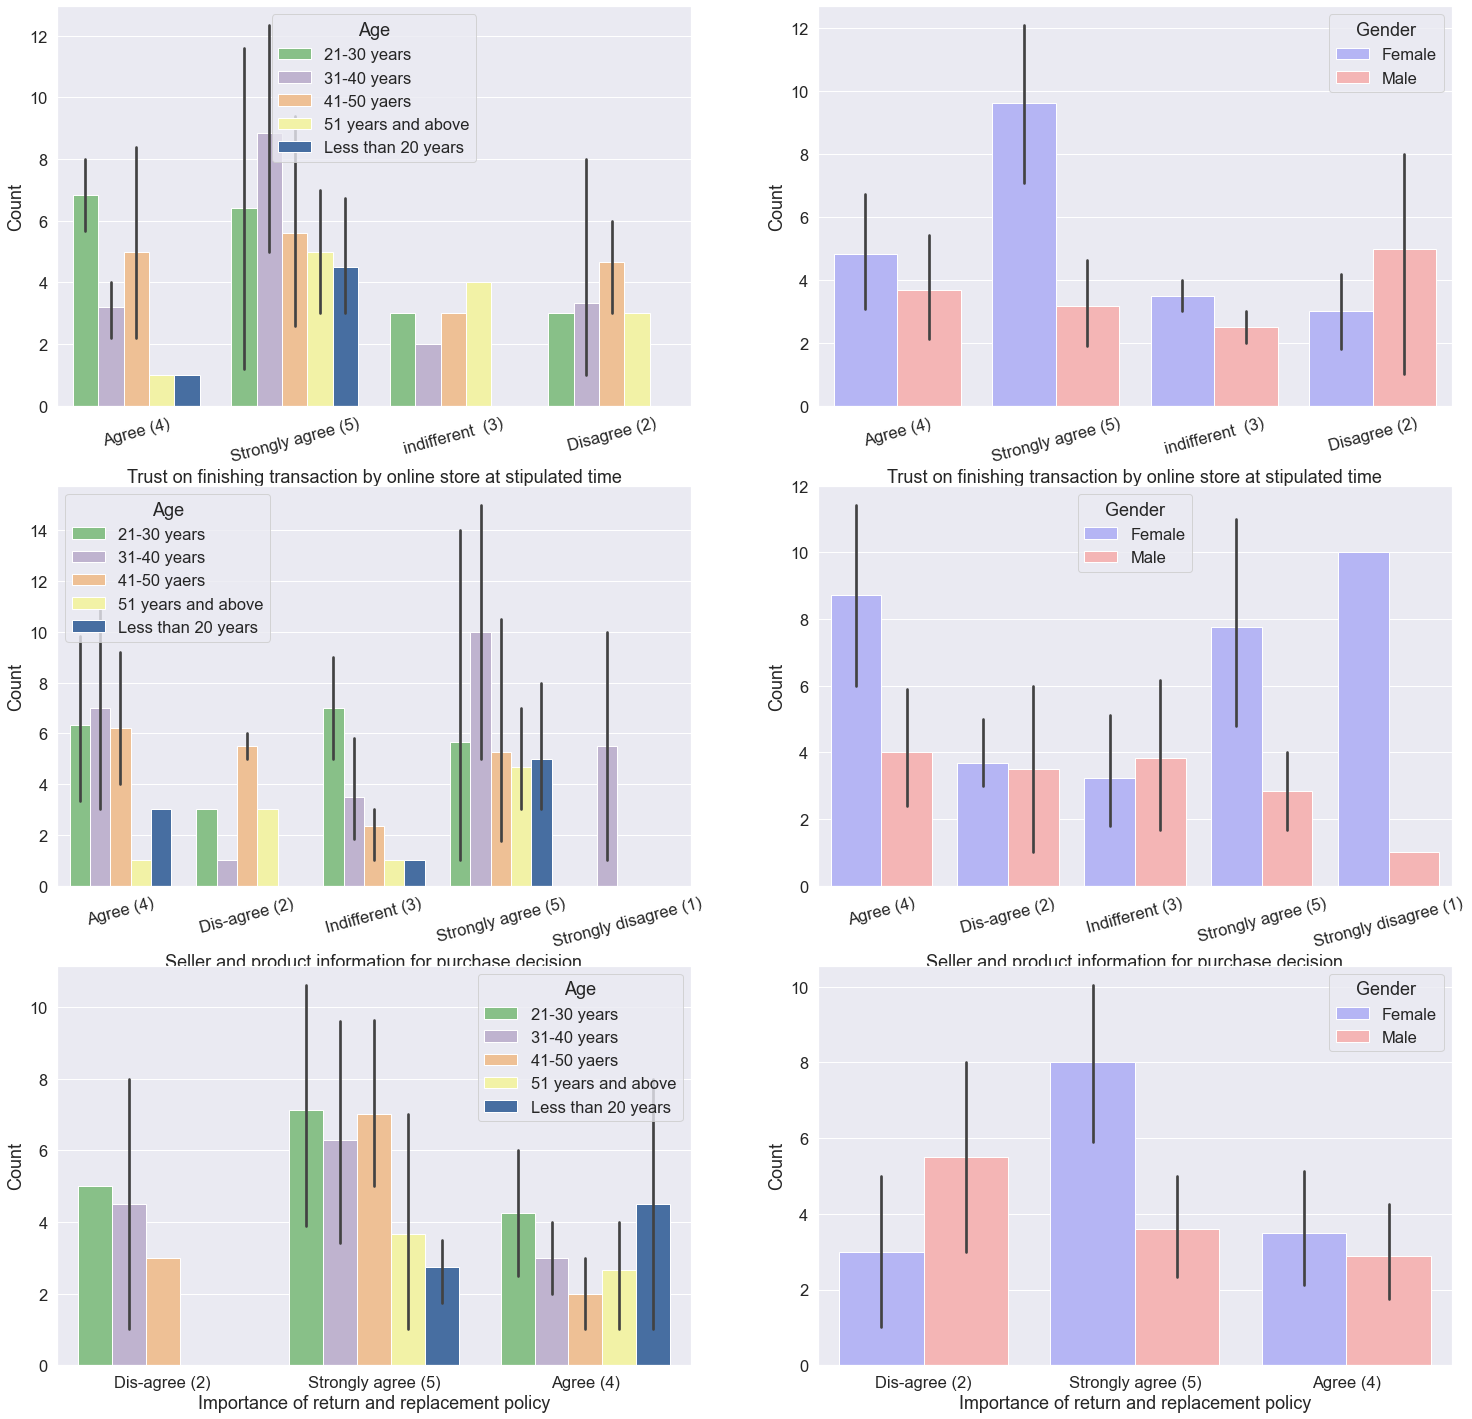 Age
21-30 years
31-40 years
41-50 yaers
51 years and above
Less than 20 years
Count
12
10
8
6
4
2
0
Agree (4)
Strongly agree (5)
indifferent  (3)
Disagree (2)
Trust on finishing transaction by online store at stipulated time
Gender
Female
Male
Count
12
10
8
6
4
2
0
Agree (4)
Strongly agree (5)
indifferent  (3)
Disagree (2)
Trust on finishing transaction by online store at stipulated time
Age
21-30 years
31-40 years
41-50 yaers
51 years and above
Less than 20 years
Count
14
12
10
8
6
4
2
0
Agree (4)
Dis-agree (2)
Indifferent (3)
Strongly agree (5)
Strongly disagree (1)
Seller and product information for purchase decision
Gender
Female
Male
Count
12
10
8
6
4
2
0
Agree (4)
Dis-agree (2)
Indifferent (3)
Strongly agree (5)
Strongly disagree (1)
Seller and product information for purchase decision
Age
21-30 years
31-40 years
41-50 yaers
51 years and above
Less than 20 years
Count
10
8
6
4
2
0
Dis-agree (2)
Strongly agree (5)
Agree (4)
Importance of return and replacement policy
Gender
Female
Male
Count
10
8
6
4
2
0
Dis-agree (2)
Strongly agree (5)
Agree (4)
Importance of return and replacement policy